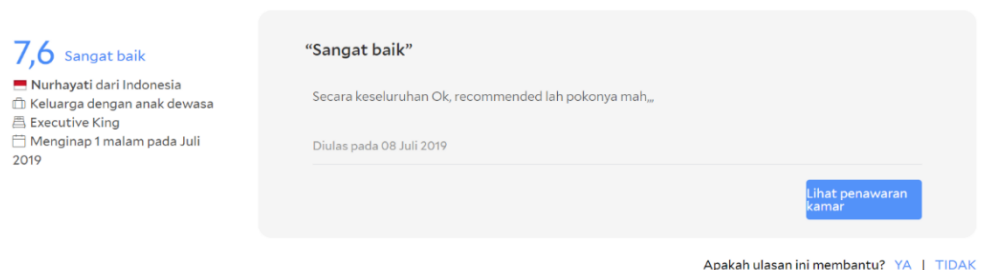 7,6 Sangat baik
Nurhayati dari Indonesia
Keluarga dengan anak dewasa
Executive King
Menginap 1 malam pada Juli
2019
“Sangat baik”
Secara keseluruhan Ok, recommended lah pokonya mah,,,
Diulas pada 08 Juli 2019
Lihat penawaran
kamar
Apakah ulasan ini membantu? YA | TIDAK